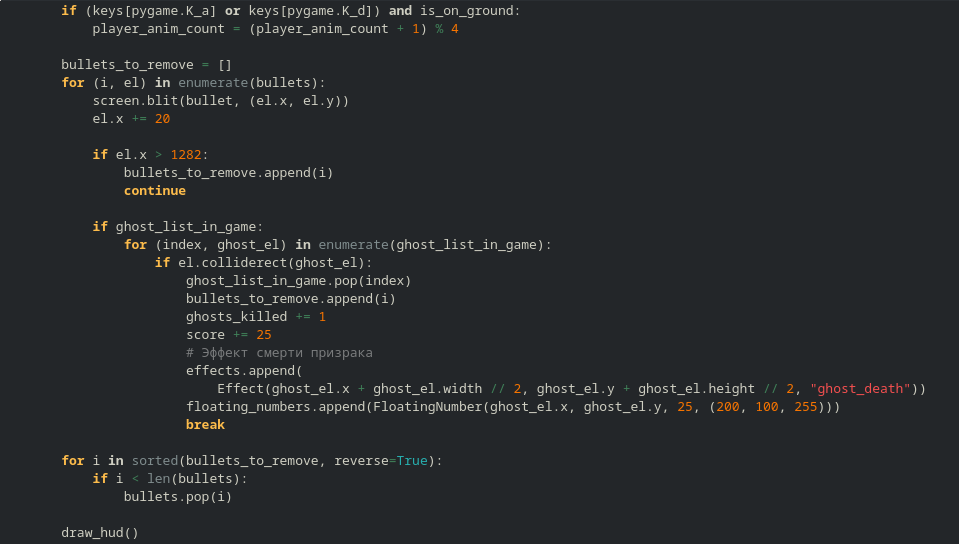 if (keys[pygame.K_a] or keys[pygame.K_d]) and is_on_ground:
    player_anim_count = (player_anim_count + 1) % 4

bullets_to_remove = []
for (i, el) in enumerate(bullets):
    screen.blit(bullet, (el.x, el.y))
    el.x += 20

    if el.x > 1282:
        bullets_to_remove.append(i)
        continue

    if ghost_list_in_game:
        for (index, ghost_el) in enumerate(ghost_list_in_game):
            if el.colliderect(ghost_el):
                ghost_list_in_game.pop(index)
                bullets_to_remove.append(i)
                ghosts_killed += 1
                score += 25
                # Эффект смерти призрака
                effects.append(
                    Effect(ghost_el.x + ghost_el.width // 2, ghost_el.y + ghost_el.height // 2, "ghost_death"))
                floating_numbers.append(FloatingNumber(ghost_el.x, ghost_el.y, 25, (200, 100, 255)))
                break

for i in sorted(bullets_to_remove, reverse=True):
    if i < len(bullets):
        bullets.pop(i)

draw_hud()